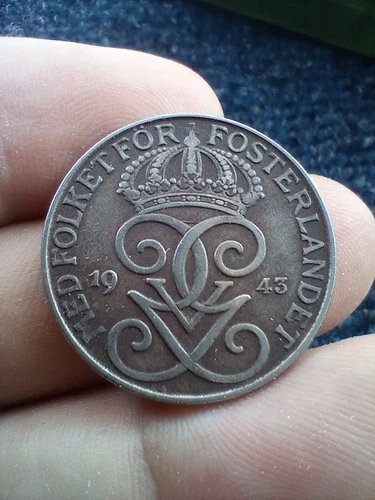 MED FOLKET FÖR FOSTERLANDET
19 43